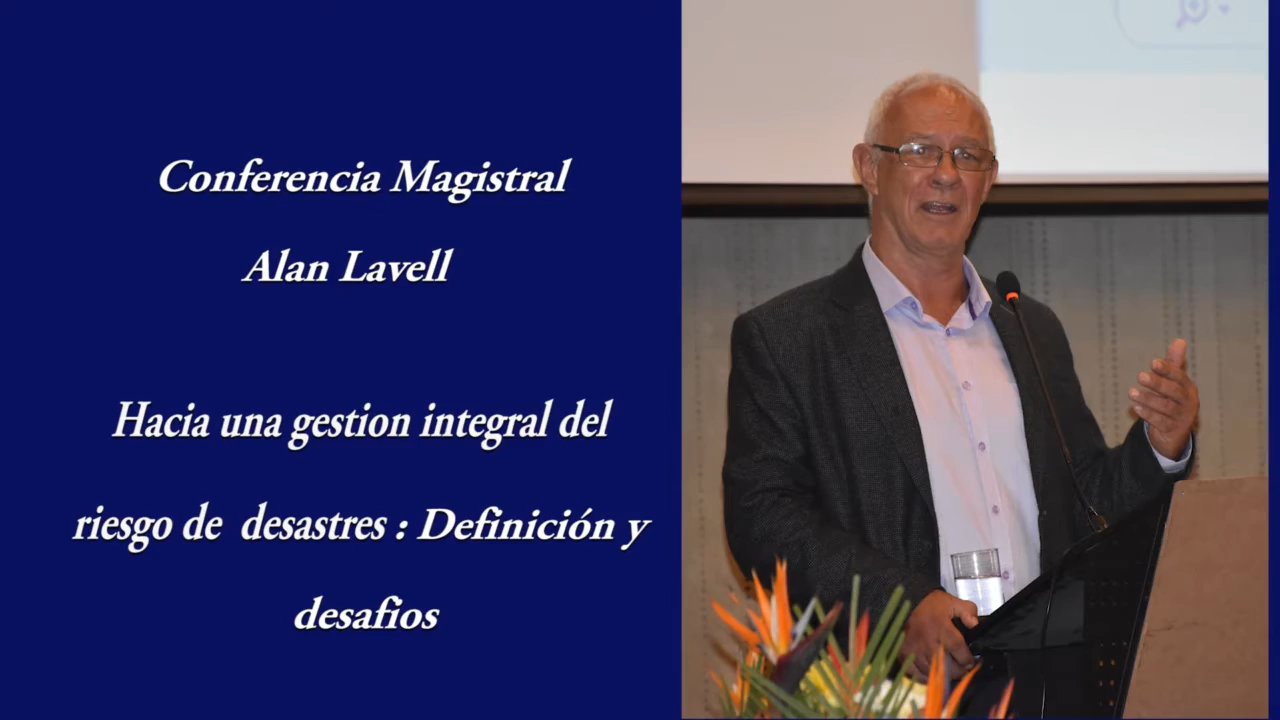 Conferencia Magistral
Alan Lavell
Hacia una gestion integral del
riesgo de desastres : Definición y
desafios